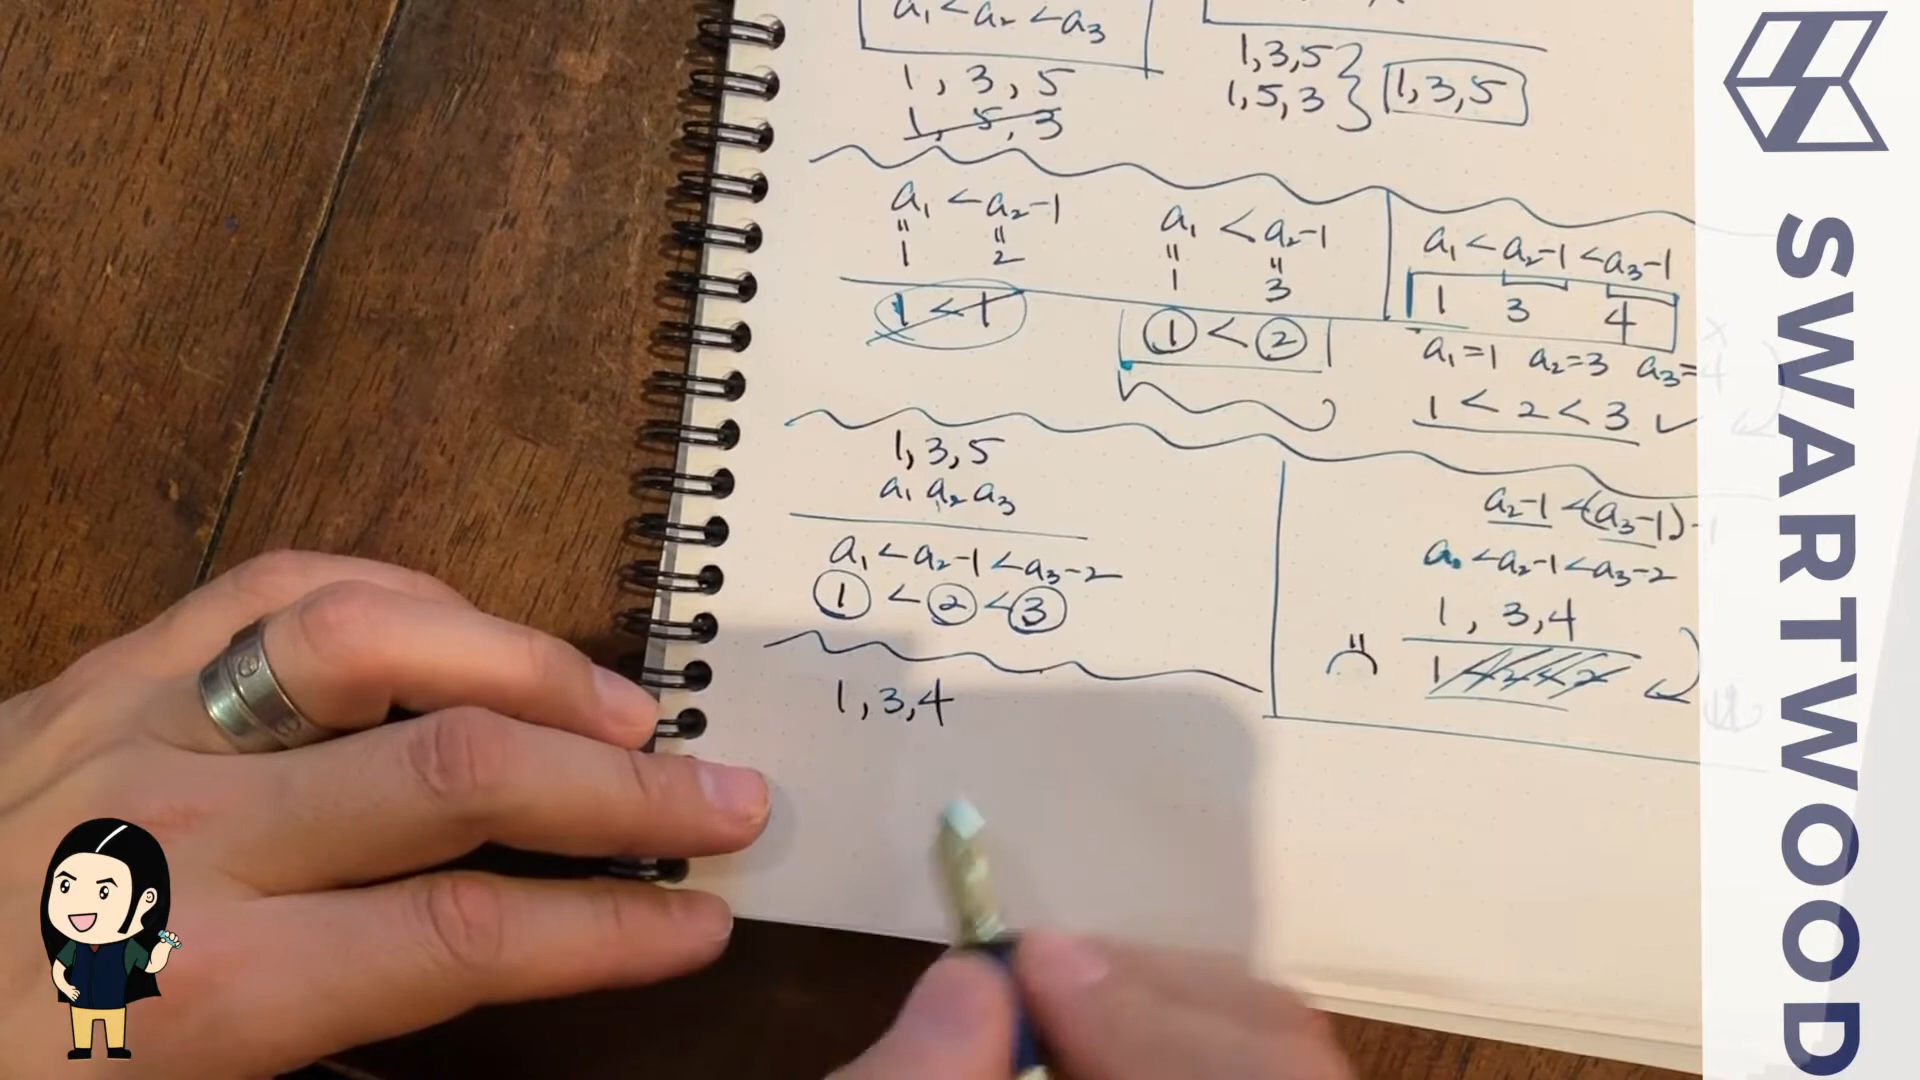 a₁ < a₂ < a₃
1, 3, 5
1, 5, 3
1,3,5
1,5,3
1,3,5
a₁ < a₂-1
" "
1 2
1 < 1
a₁ < a₂-1
" "
1 3
1 < 2
a₁ < a₂-1 < a₃-1
1 3 4
a₁=1 a₂=3 a₃=4
1 < 2 < 3 ✓
1,3,5
a₁ a₂ a₃
a₁ < a₂-1 < a₃-2
1 < 2 < 3
a₂-1 < (a₃-1)-1
a₁ < a₂-1 < a₃-2
1, 3,4
1
1,3,4
SWARTWOOD